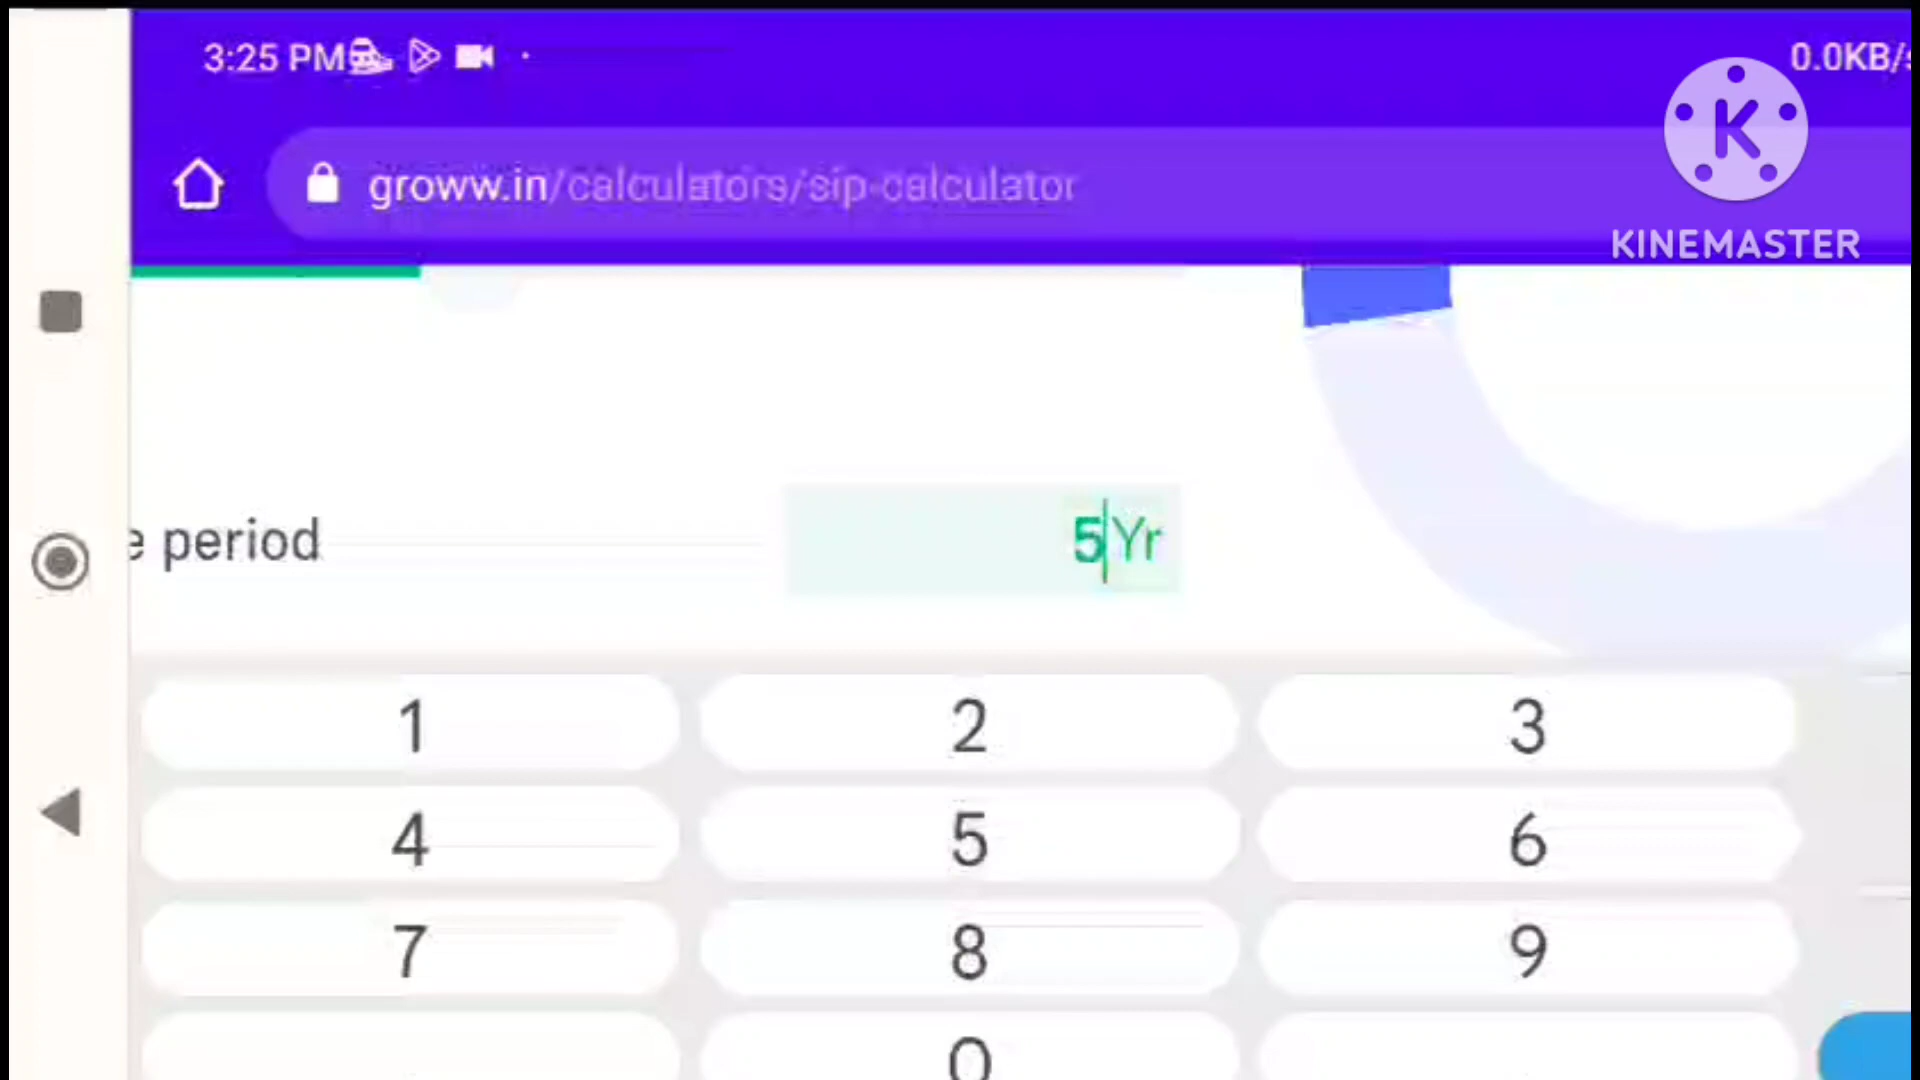 3:25 PM
0.0KB/s
groww.in/calculators/sip-calculator
K
KINEMASTER
e period
5 Yr
1 2 3
4 5 6
7 8 9
0